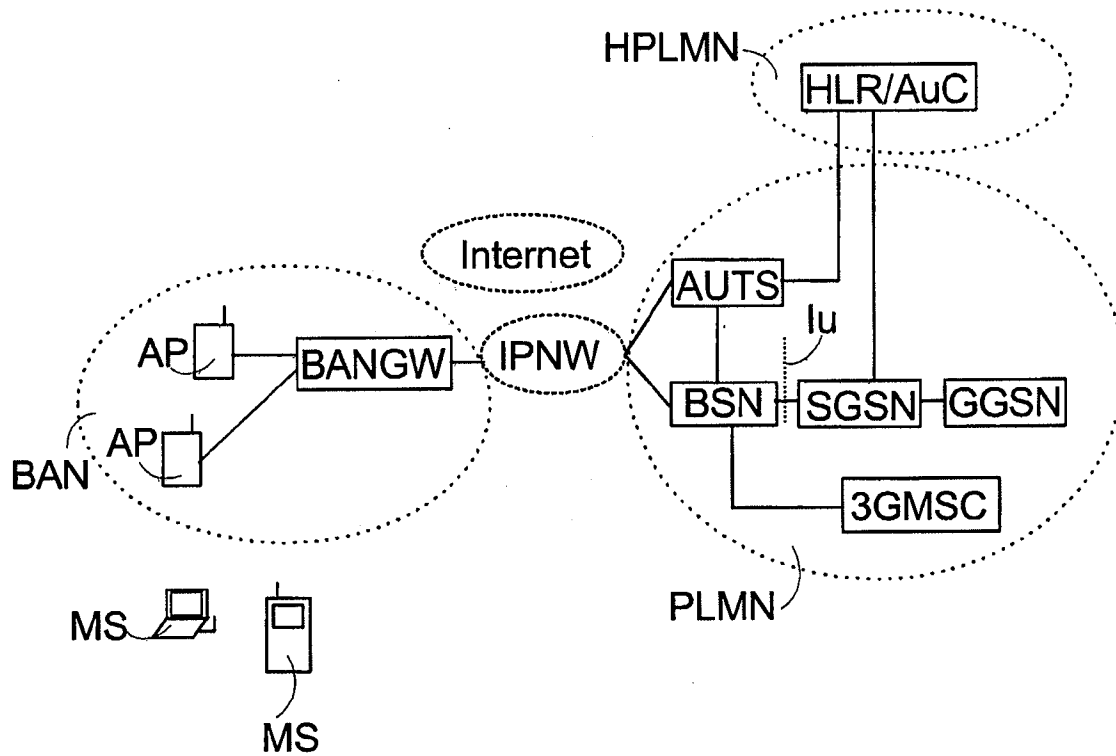 HPLMN
HLR/AuC
Internet
AUTS
Iu
AP
BANGW
IPNW
BSN
SGSN
GGSN
AP
BAN
3GMSC
PLMN
MS
MS